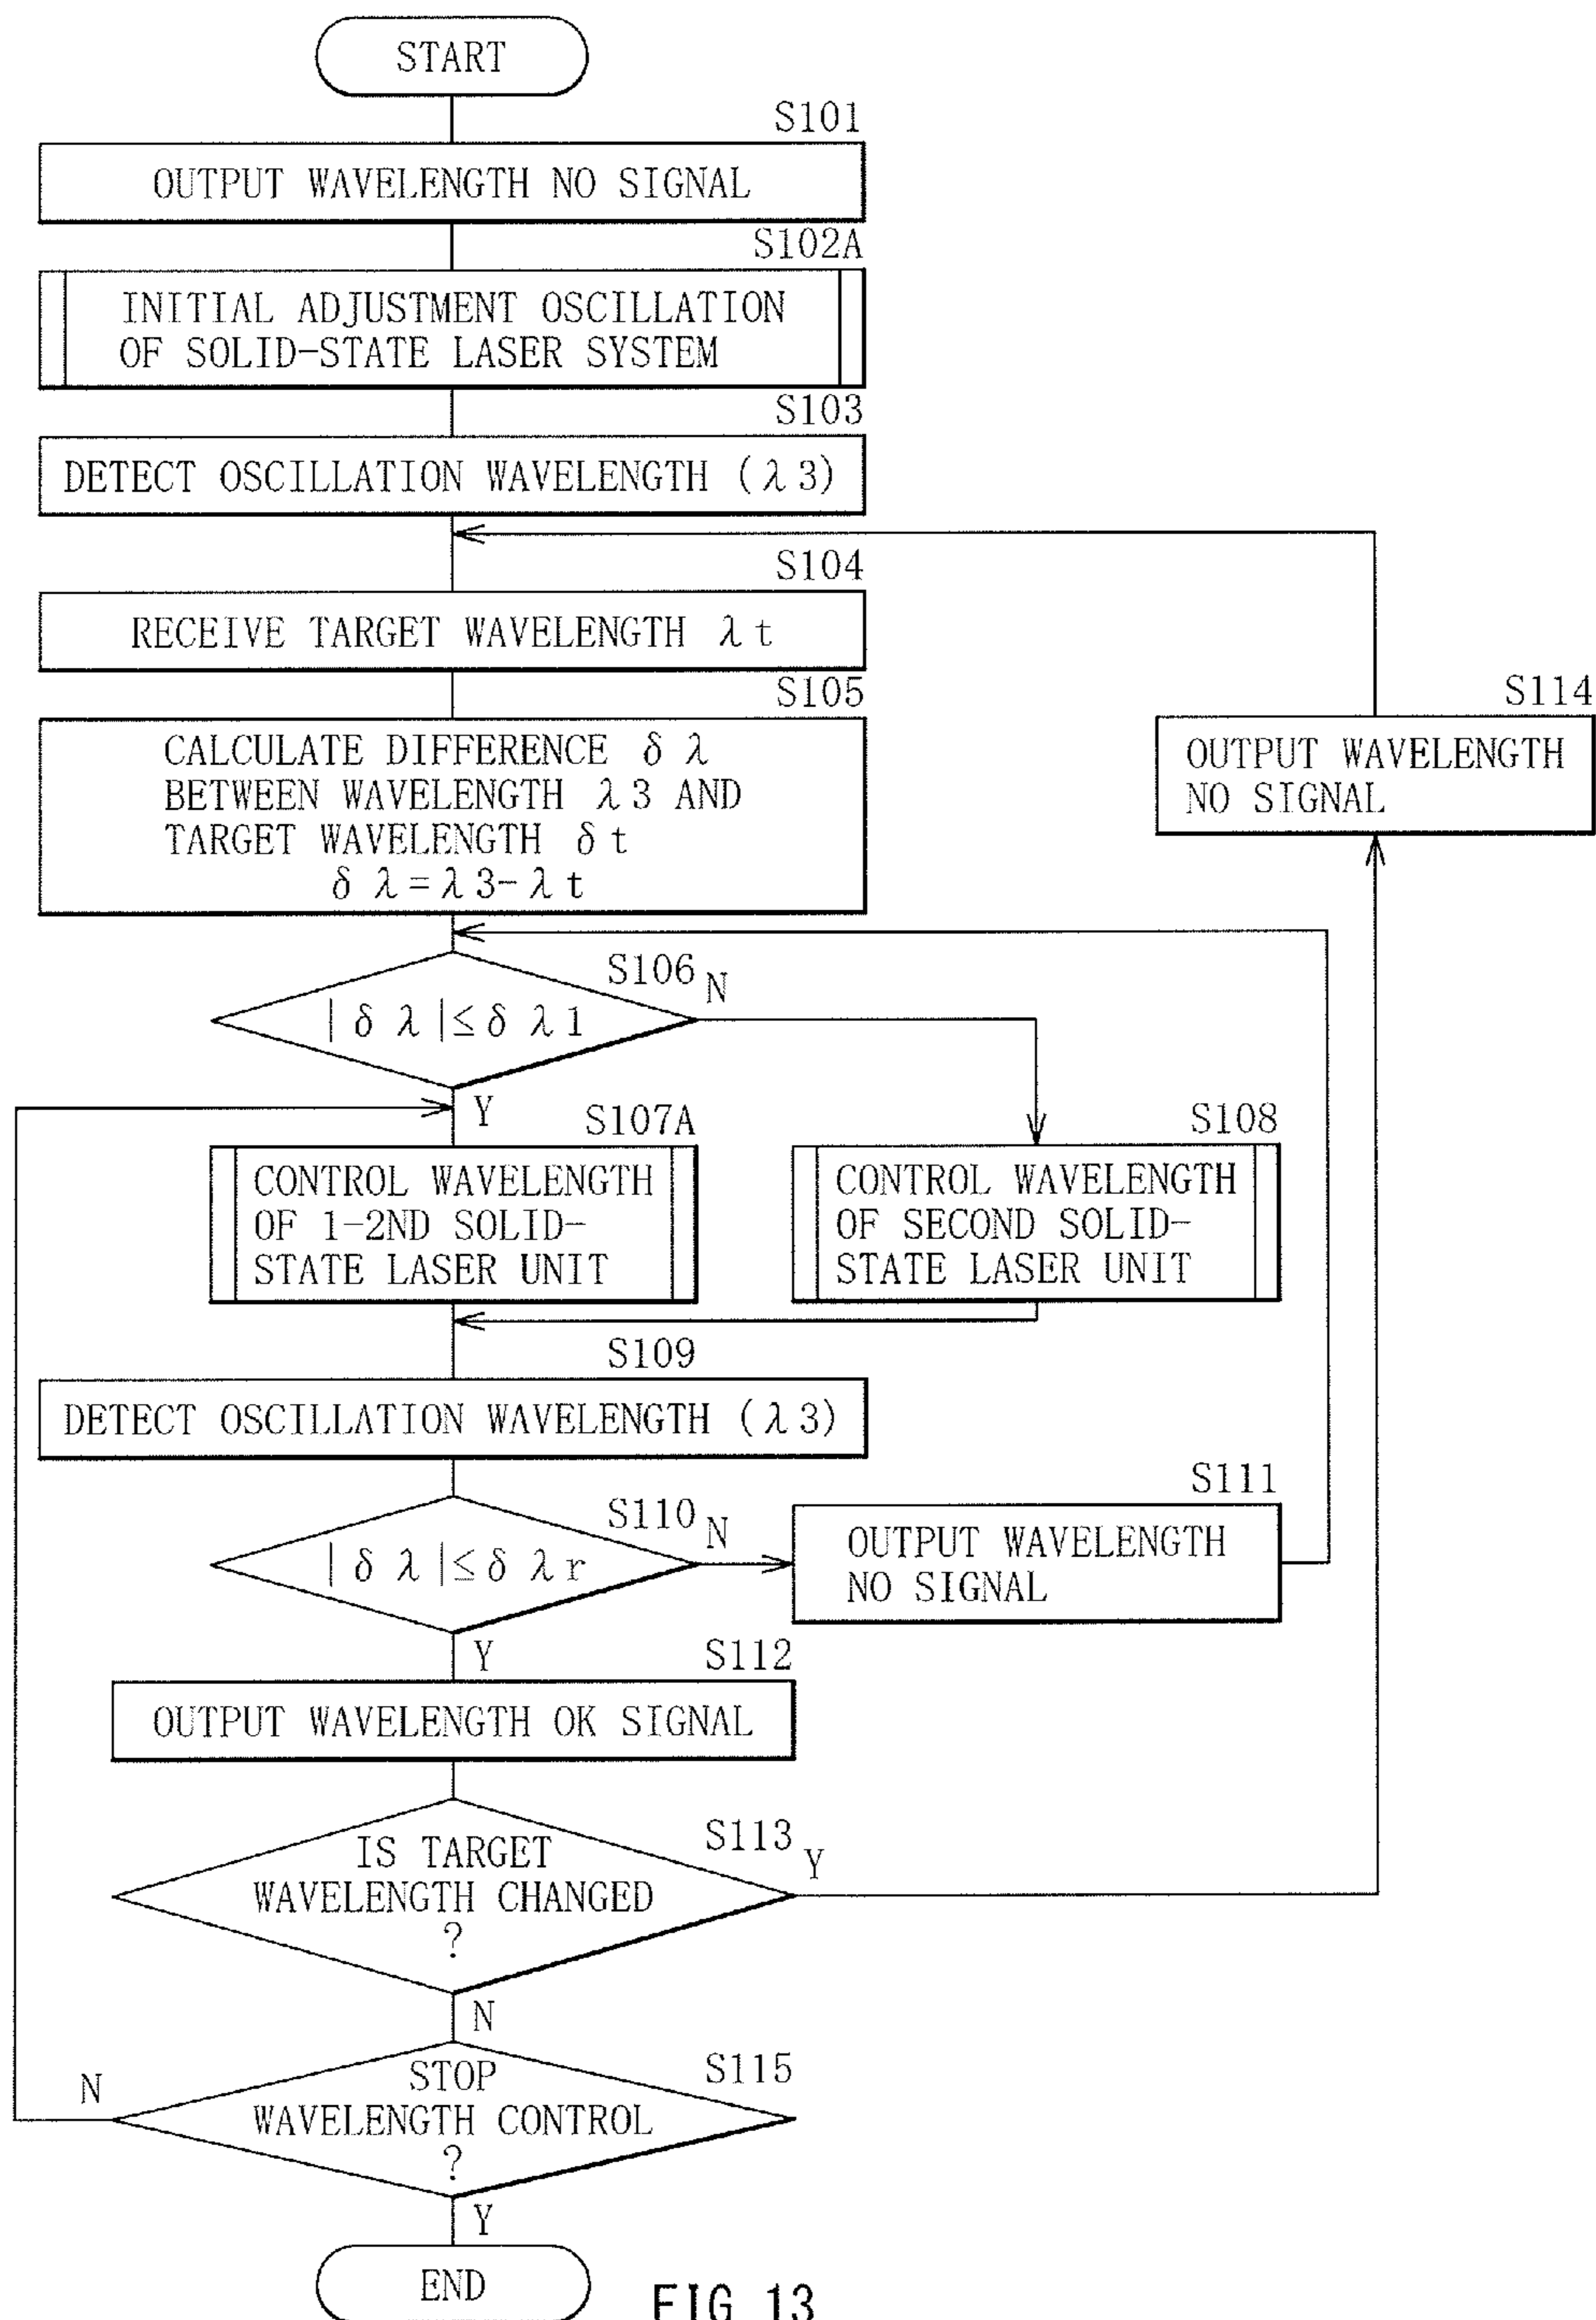 START
S101
OUTPUT WAVELENGTH NO SIGNAL
S102A
INITIAL ADJUSTMENT OSCILLATION
OF SOLID-STATE LASER SYSTEM
S103
DETECT OSCILLATION WAVELENGTH (λ3)
S104
RECEIVE TARGET WAVELENGTH λt
S105
CALCULATE DIFFERENCE δλ
BETWEEN WAVELENGTH λ3 AND
TARGET WAVELENGTH δt
δλ=λ3-λt
S114
OUTPUT WAVELENGTH
NO SIGNAL
S106
N
|δλ|≤δλ1
Y
S107A
CONTROL WAVELENGTH
OF 1-2ND SOLID-
STATE LASER UNIT
S108
CONTROL WAVELENGTH
OF SECOND SOLID-
STATE LASER UNIT
S109
DETECT OSCILLATION WAVELENGTH (λ3)
S110
N
|δλ|≤δλr
Y
S111
OUTPUT WAVELENGTH
NO SIGNAL
S112
OUTPUT WAVELENGTH OK SIGNAL
S113
Y
IS TARGET
WAVELENGTH CHANGED
?
N
S115
N
STOP
WAVELENGTH CONTROL
?
Y
END
FIG 13